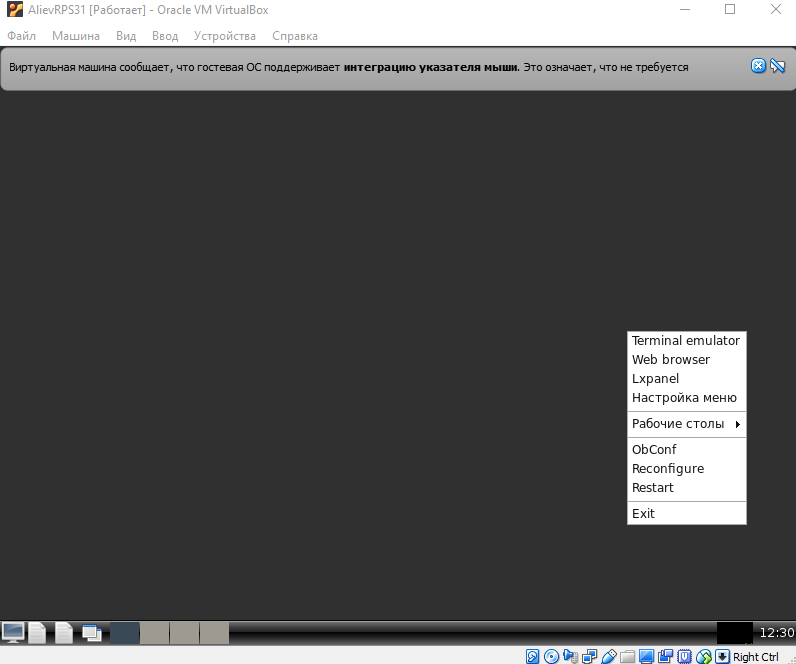 AlievRPS31 [Работает] - Oracle VM VirtualBox
Файл Машина Вид Ввод Устройства Справка
Виртуальная машина сообщает, что гостевая ОС поддерживает интеграцию указателя мыши. Это означает, что не требуется
Terminal emulator
Web browser
Lxpanel
Настройка меню
Рабочие столы
ObConf
Reconfigure
Restart
Exit
12:30
Right Ctrl